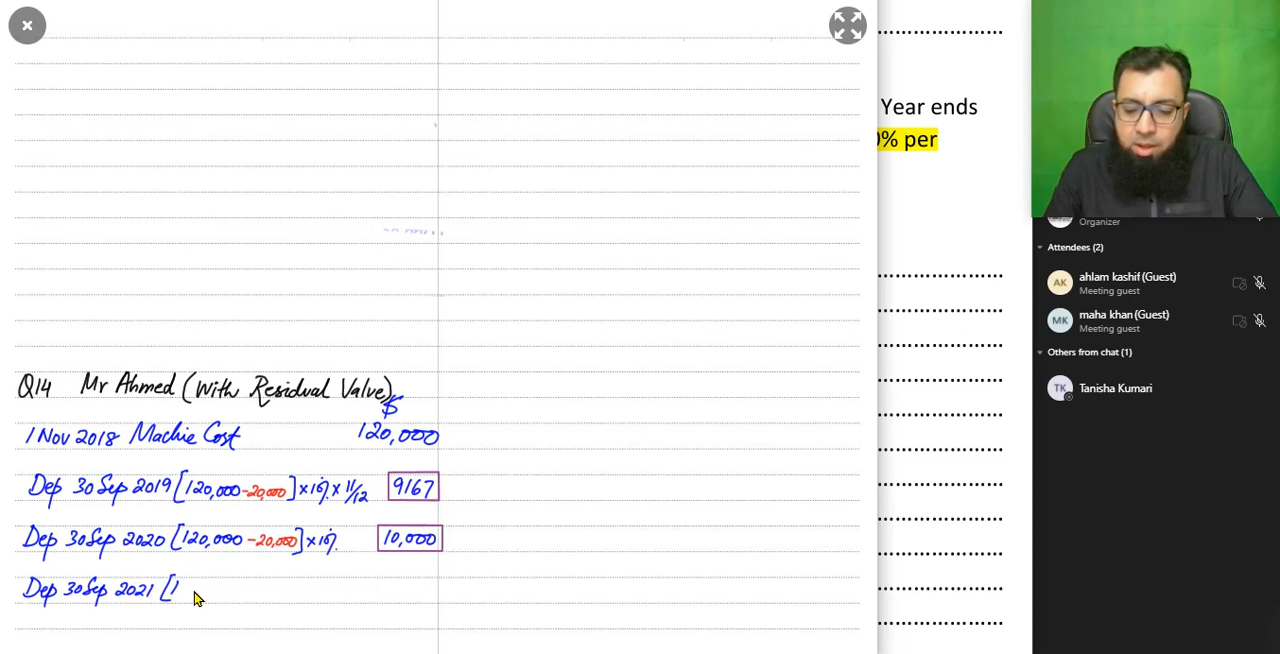 Q14 Mr Ahmed (With Residual Value)
$
1 Nov 2018 Machie Cost 120,000
Dep 30 Sep 2019 [120,000 -20,000] × 10% × 11/12 9167
Dep 30 Sep 2020 [120,000 -20,000] × 10% 10,000
Dep 30 Sep 2021 [1
Year ends
0% per
Organizer
Attendees (2)
AK ahlam kashif (Guest)
Meeting guest
MK maha khan (Guest)
Meeting guest
Others from chat (1)
TK Tanisha Kumari